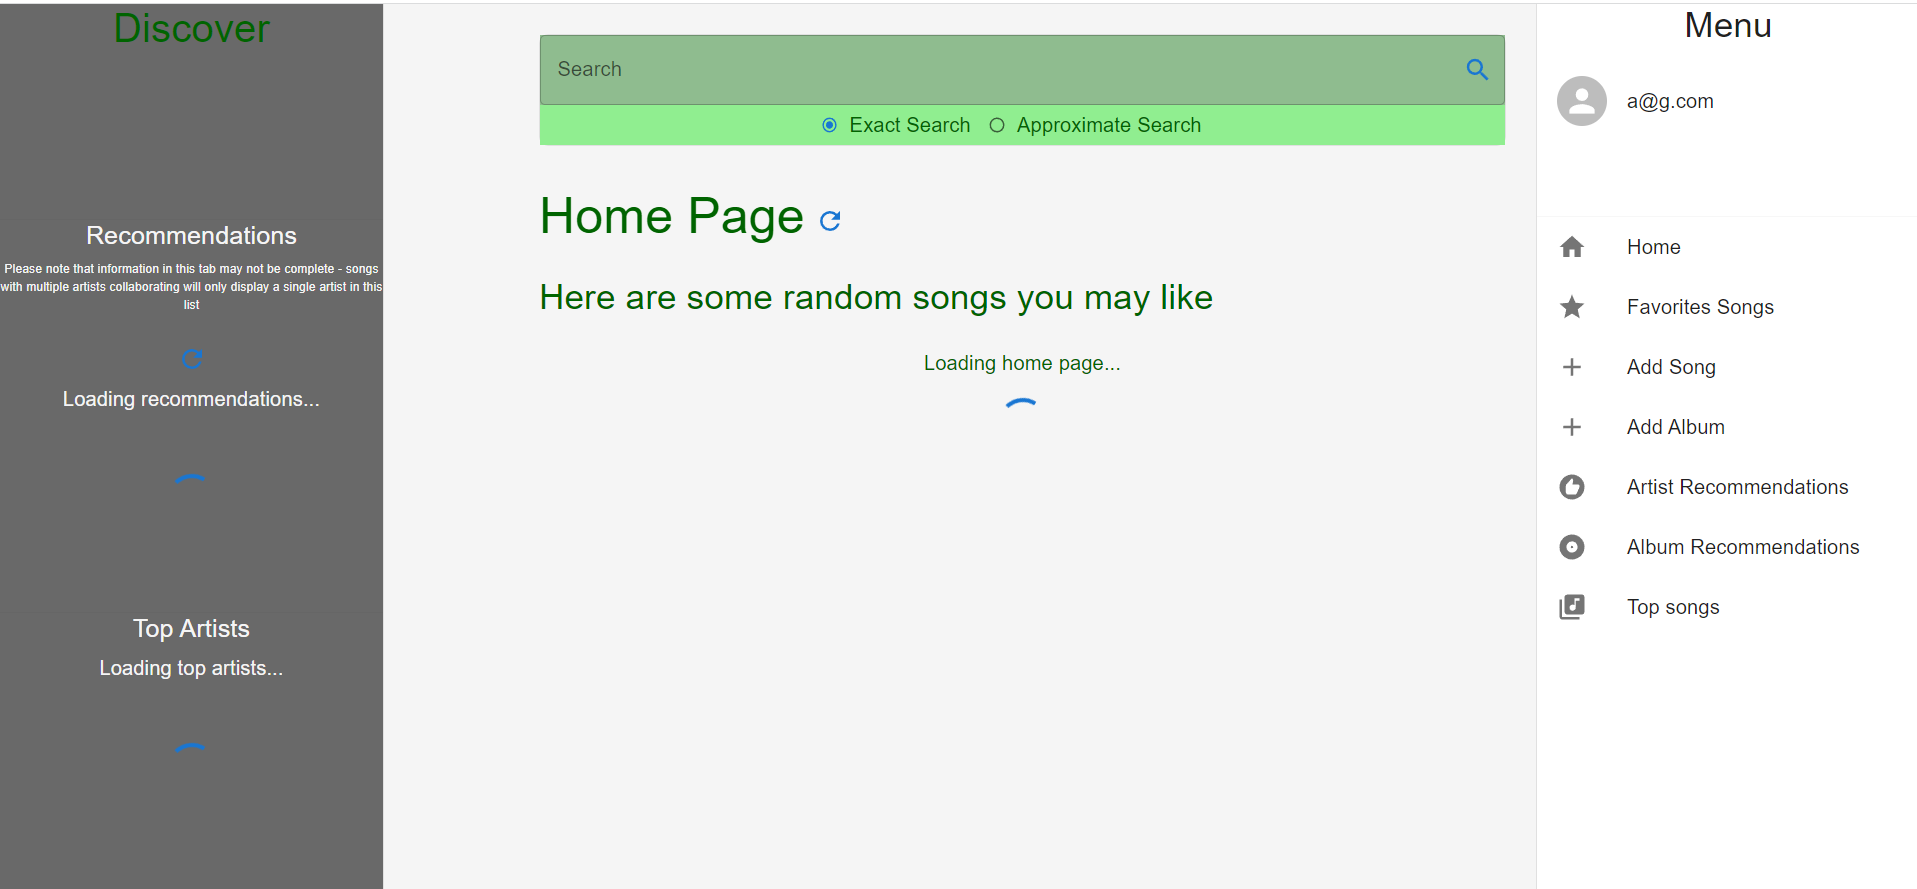 Discover
Recommendations
Please note that information in this tab may not be complete - songs
with multiple artists collaborating will only display a single artist in this
list
Loading recommendations...
Top Artists
Loading top artists...
Search
Exact Search Approximate Search
Home Page
Here are some random songs you may like
Loading home page...
Menu
a@g.com
Home
Favorites Songs
Add Song
Add Album
Artist Recommendations
Album Recommendations
Top songs